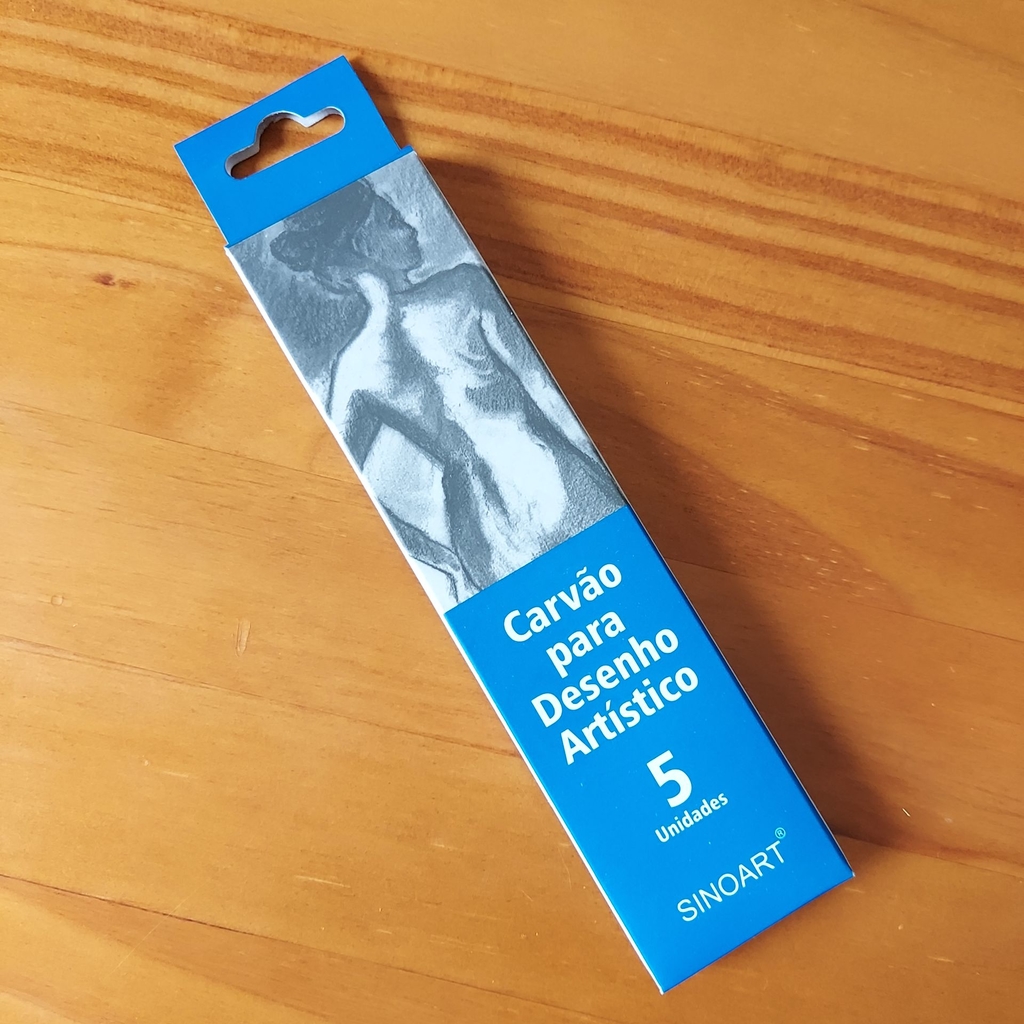 Carvão
para
Desenho
Artístico
5
Unidades
SINOART®